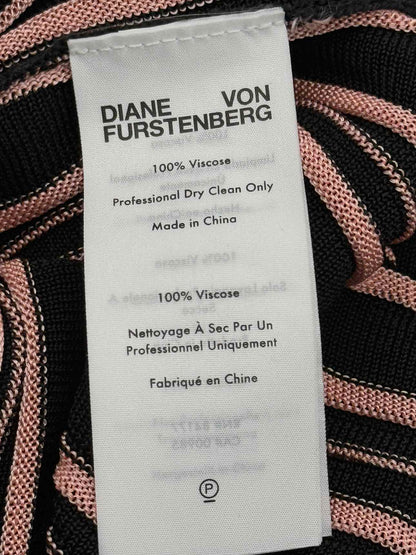 DIANE VON
FURSTENBERG
100% Viscose
Professional Dry Clean Only
Made in China
100% Viscose
Nettoyage À Sec Par Un
Professionnel Uniquement
Fabriqué en Chine
P